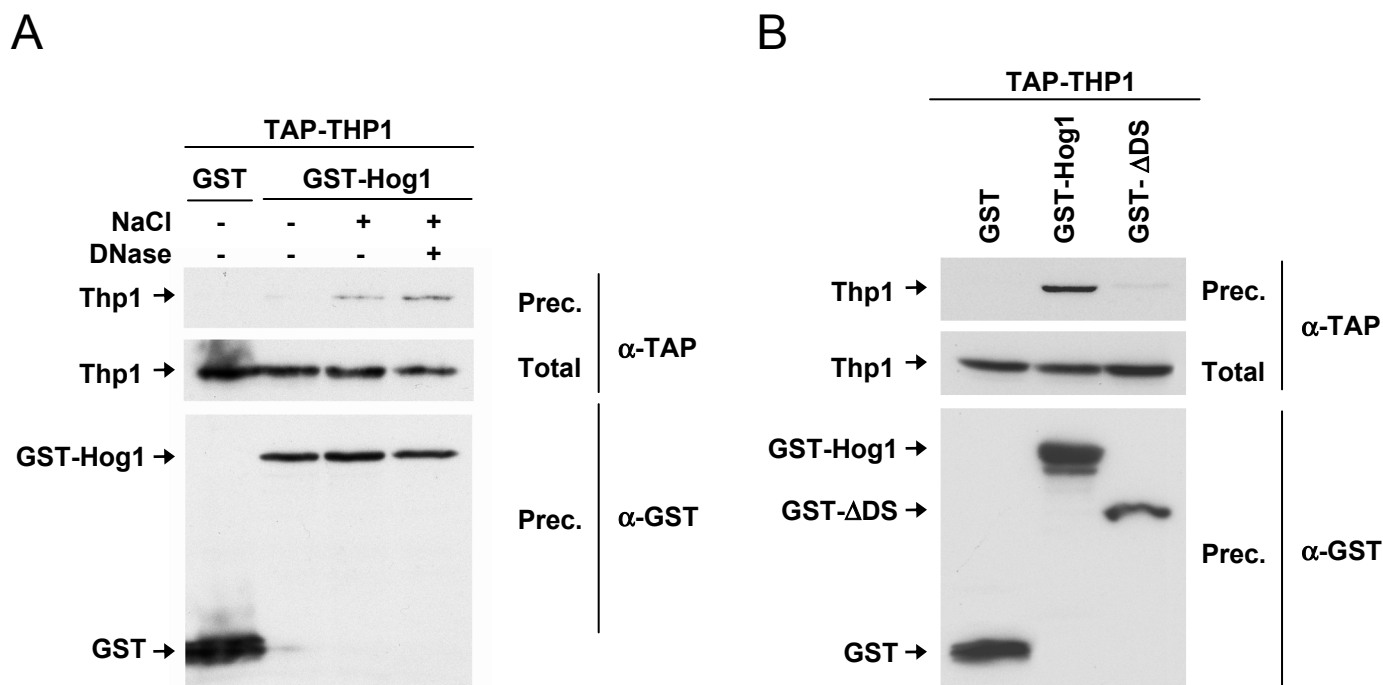 A
TAP-THP1
GST GST-Hog1
NaCl - - + +
DNase - - - +
Thp1 → Prec.
Thp1 → Total
α-TAP
GST-Hog1 →
Prec. α-GST
GST →
B
TAP-THP1
GST GST-Hog1 GST- ΔDS
Thp1 → Prec.
Thp1 → Total
α-TAP
GST-Hog1 →
GST-ΔDS →
Prec. α-GST
GST →